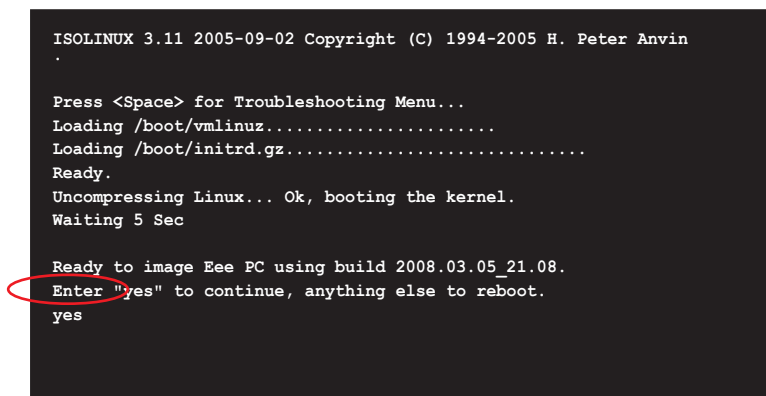 ISOLINUX 3.11 2005-09-02 Copyright (C) 1994-2005 H. Peter Anvin
.
Press <Space> for Troubleshooting Menu...
Loading /boot/vmlinuz.......................
Loading /boot/initrd.gz.............................
Ready.
Uncompressing Linux... Ok, booting the kernel.
Waiting 5 Sec
Ready to image Eee PC using build 2008.03.05_21.08.
Enter "yes" to continue, anything else to reboot.
yes